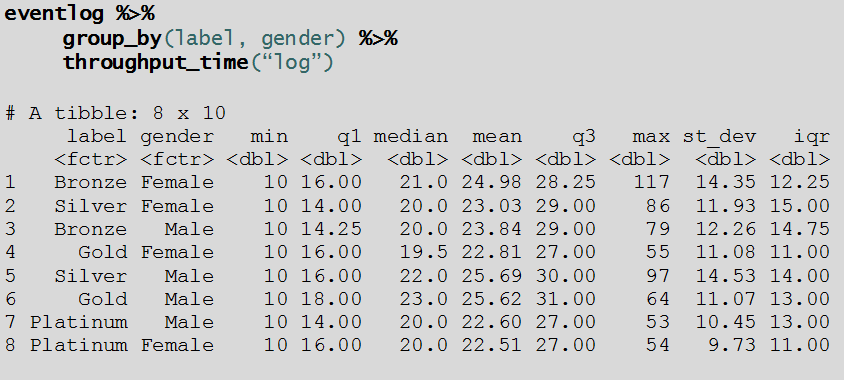 eventlog %>%
group_by(label, gender) %>%
throughput_time(“log”)
# A tibble: 8 x 10
label gender min q1 median mean q3 max st_dev iqr
<fctr> <fctr> <dbl> <dbl> <dbl> <dbl> <dbl> <dbl> <dbl> <dbl>
1 Bronze Female 10 16.00 21.0 24.98 28.25 117 14.35 12.25
2 Silver Female 10 14.00 20.0 23.03 29.00 86 11.93 15.00
3 Bronze Male 10 14.25 20.0 23.84 29.00 79 12.26 14.75
4 Gold Female 10 16.00 19.5 22.81 27.00 55 11.08 11.00
5 Silver Male 10 16.00 22.0 25.69 30.00 97 14.53 14.00
6 Gold Male 10 18.00 23.0 25.62 31.00 64 11.07 13.00
7 Platinum Male 10 14.00 20.0 22.60 27.00 53 10.45 13.00
8 Platinum Female 10 16.00 20.0 22.51 27.00 54 9.73 11.00